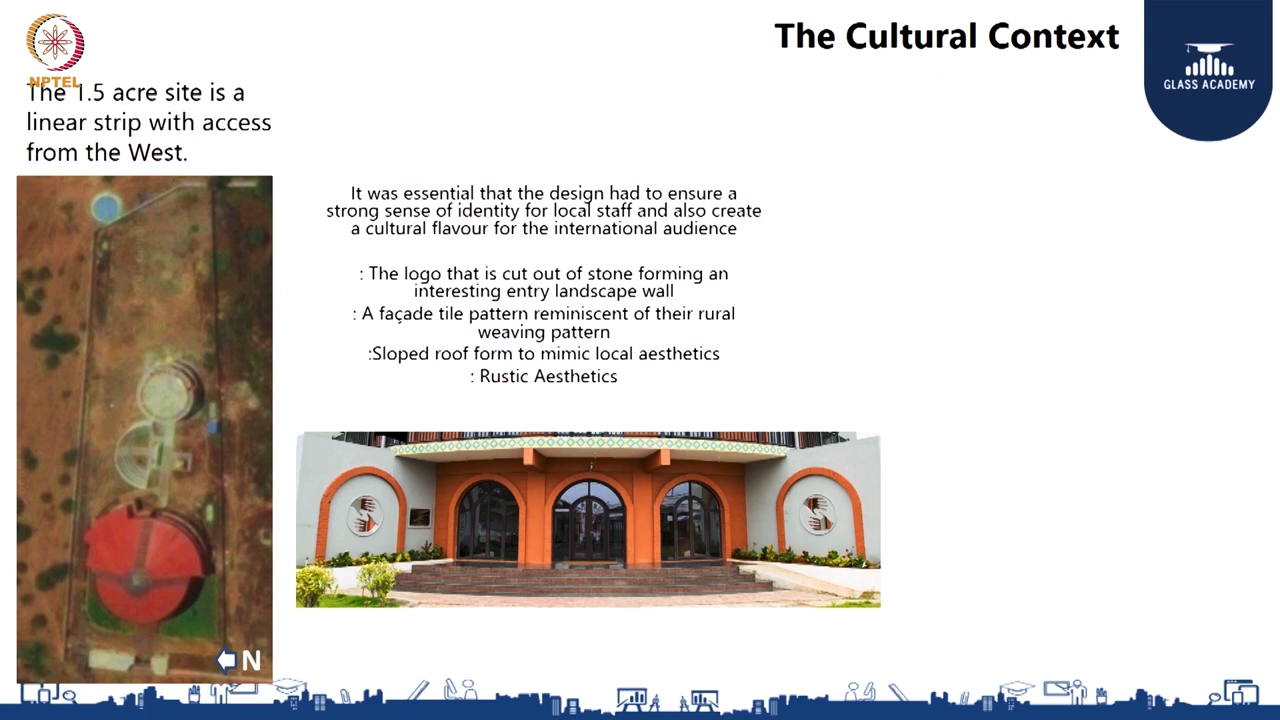 The Cultural Context
NPTEL
GLASS ACADEMY
The 1.5 acre site is a
linear strip with access
from the West.
It was essential that the design had to ensure a
strong sense of identity for local staff and also create
a cultural flavour for the international audience
: The logo that is cut out of stone forming an
interesting entry landscape wall
: A façade tile pattern reminiscent of their rural
weaving pattern
:Sloped roof form to mimic local aesthetics
: Rustic Aesthetics
N